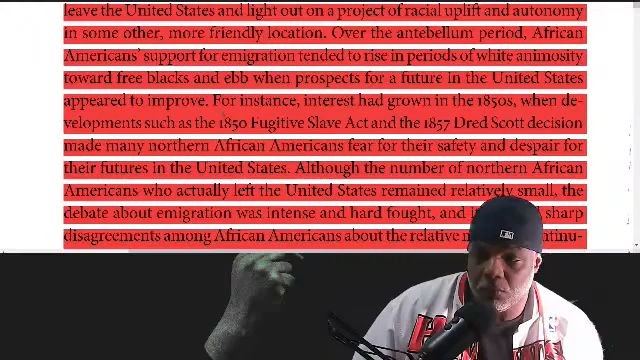 leave the United States and light out on a project of racial uplift and autonomy
in some other, more friendly location. Over the antebellum period, African
Americans' support for emigration tended to rise in periods of white animosity
toward free blacks and ebb when prospects for a future in the United States
appeared to improve. For instance, interest had grown in the 1850s, when de-
velopments such as the 1850 Fugitive Slave Act and the 1857 Dred Scott decision
made many northern African Americans fear for their safety and despair for
their futures in the United States. Although the number of northern African
Americans who actually left the United States remained relatively small, the
debate about emigration was intense and hard fought, and sharp
disagreements among African Americans about the relative